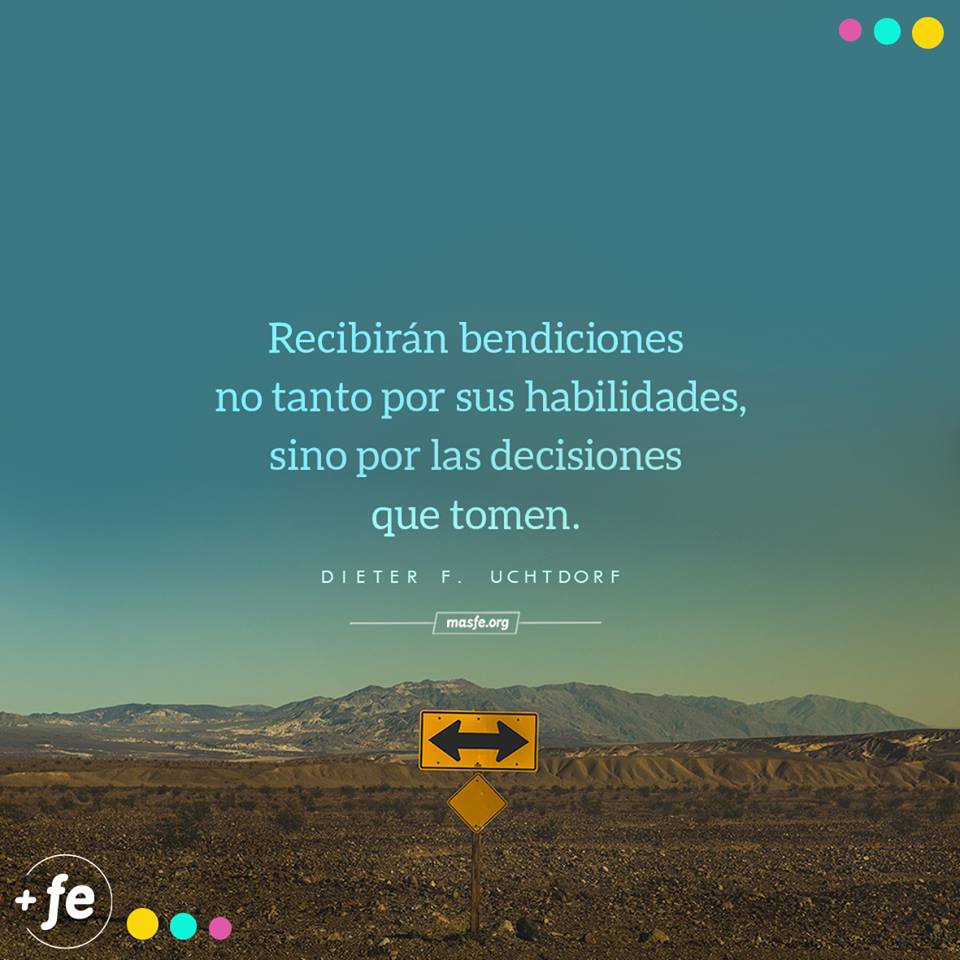 Recibirán bendiciones
no tanto por sus habilidades,
sino por las decisiones
que tomen.
DIETER F. UCHTDORF
masfe.org
+ fe